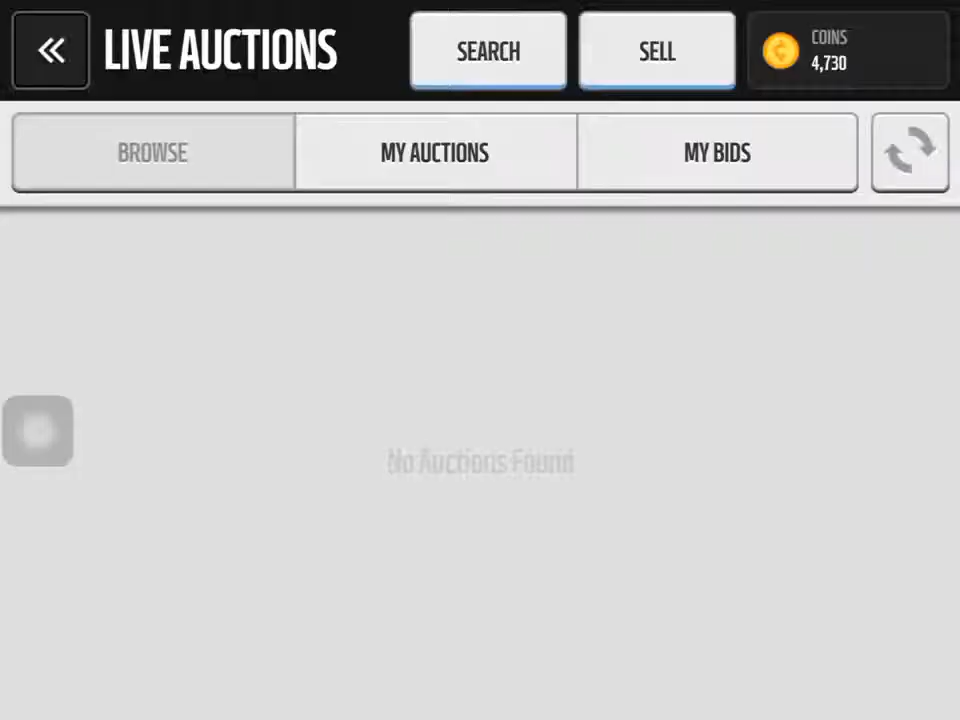 LIVE AUCTIONS
SEARCH
SELL
COINS
4,730
BROWSE
MY AUCTIONS
MY BIDS
No Auctions Found